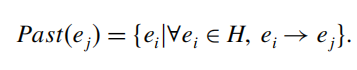 Past(e_j) = {e_i|∀e_i ∈ H, e_i → e_j}.